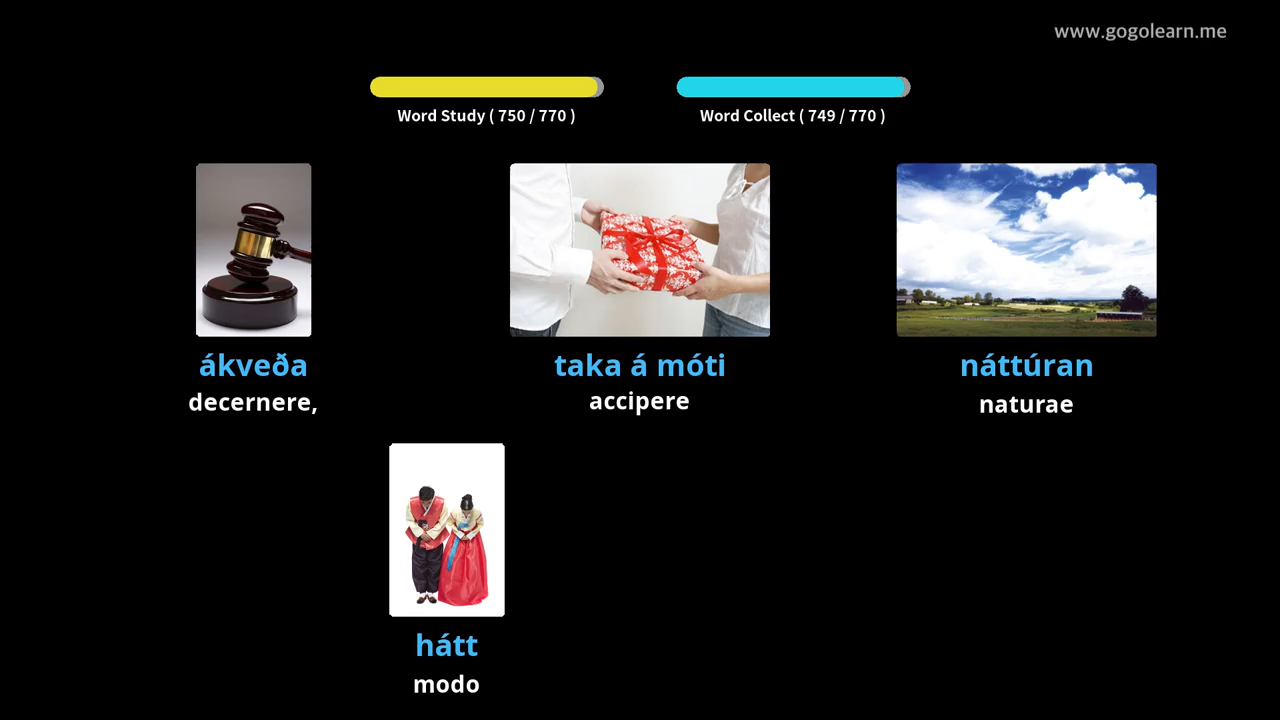 www.gogolearn.me
Word Study ( 750 / 770 )
Word Collect ( 749 / 770 )
ákveða
decernere,
taka á móti
accipere
náttúran
naturae
hátt
modo